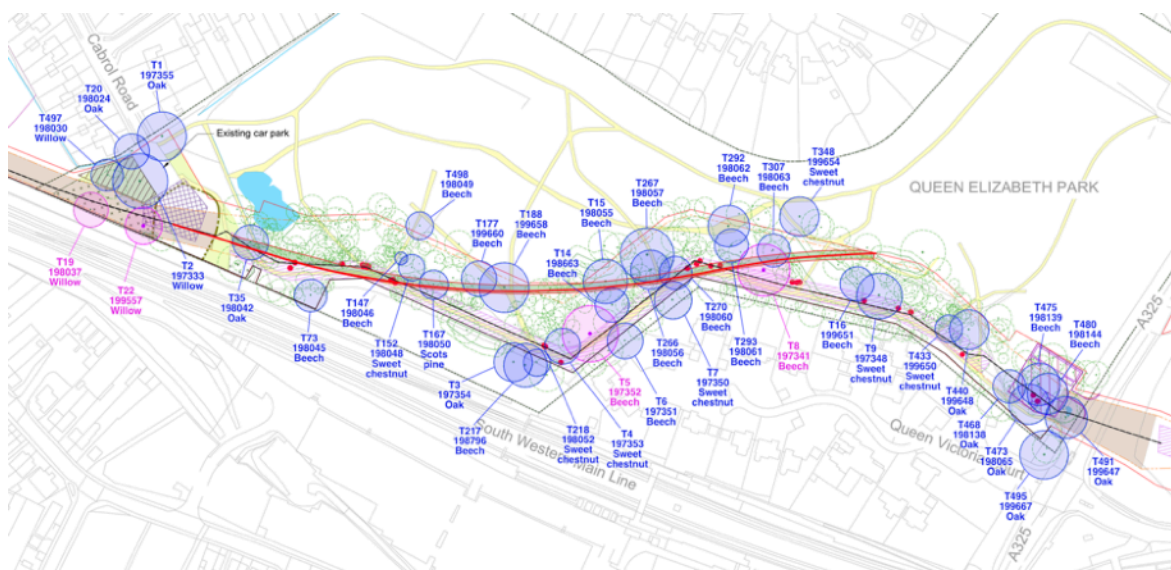 Cabrol Road
T1
197355
Oak
T20
198024
Oak
T497
198030
Willow
Existing car park
T19
198037
Willow
T22
199557
Willow
T2
197333
Willow
T35
198042
Oak
T73
198045
Beech
T147
198046
Beech
T152
198048
Sweet
chestnut
T167
198050
Scots
pine
T498
198049
Beech
T177
199660
Beech
T188
199658
Beech
T15
198055
Beech
T14
198663
Beech
T267
198057
Beech
T292
198062
Beech
T307
198063
Beech
T348
199654
Sweet
chestnut
QUEEN ELIZABETH PARK
T3
197354
Oak
T217
198796
Beech
T218
198052
Sweet
chestnut
T4
197353
Sweet
chestnut
T5
197352
Beech
T6
197351
Beech
T266
198056
Beech
T7
197350
Sweet
chestnut
T270
198060
Beech
T293
198061
Beech
T8
197341
Beech
T16
199651
Beech
T9
197348
Sweet
chestnut
T433
199650
Sweet
chestnut
T440
199648
Oak
T468
198138
Oak
T473
198065
Oak
T475
198139
Beech
T480
198144
Beech
T491
199647
Oak
T495
199667
Oak
A325
A325
South Western Main Line
Queen Victoria Court